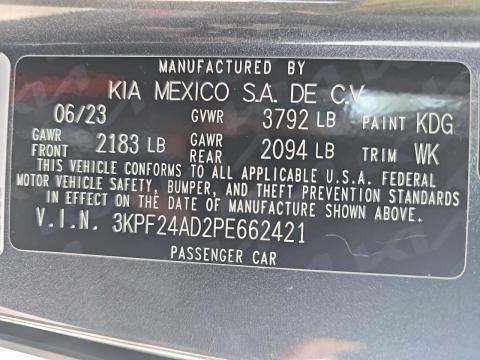 MANUFACTURED BY
KIA MEXICO S.A. DE C.V.
06/23 GVWR 3792 LB PAINT KDG
GAWR FRONT 2183 LB GAWR REAR 2094 LB TRIM WK
THIS VEHICLE CONFORMS TO ALL APPLICABLE U.S.A. FEDERAL
MOTOR VEHICLE SAFETY, BUMPER, AND THEFT PREVENTION STANDARDS
IN EFFECT ON THE DATE OF MANUFACTURE SHOWN ABOVE.
V.I.N. 3KPF24AD2PE662421
PASSENGER CAR